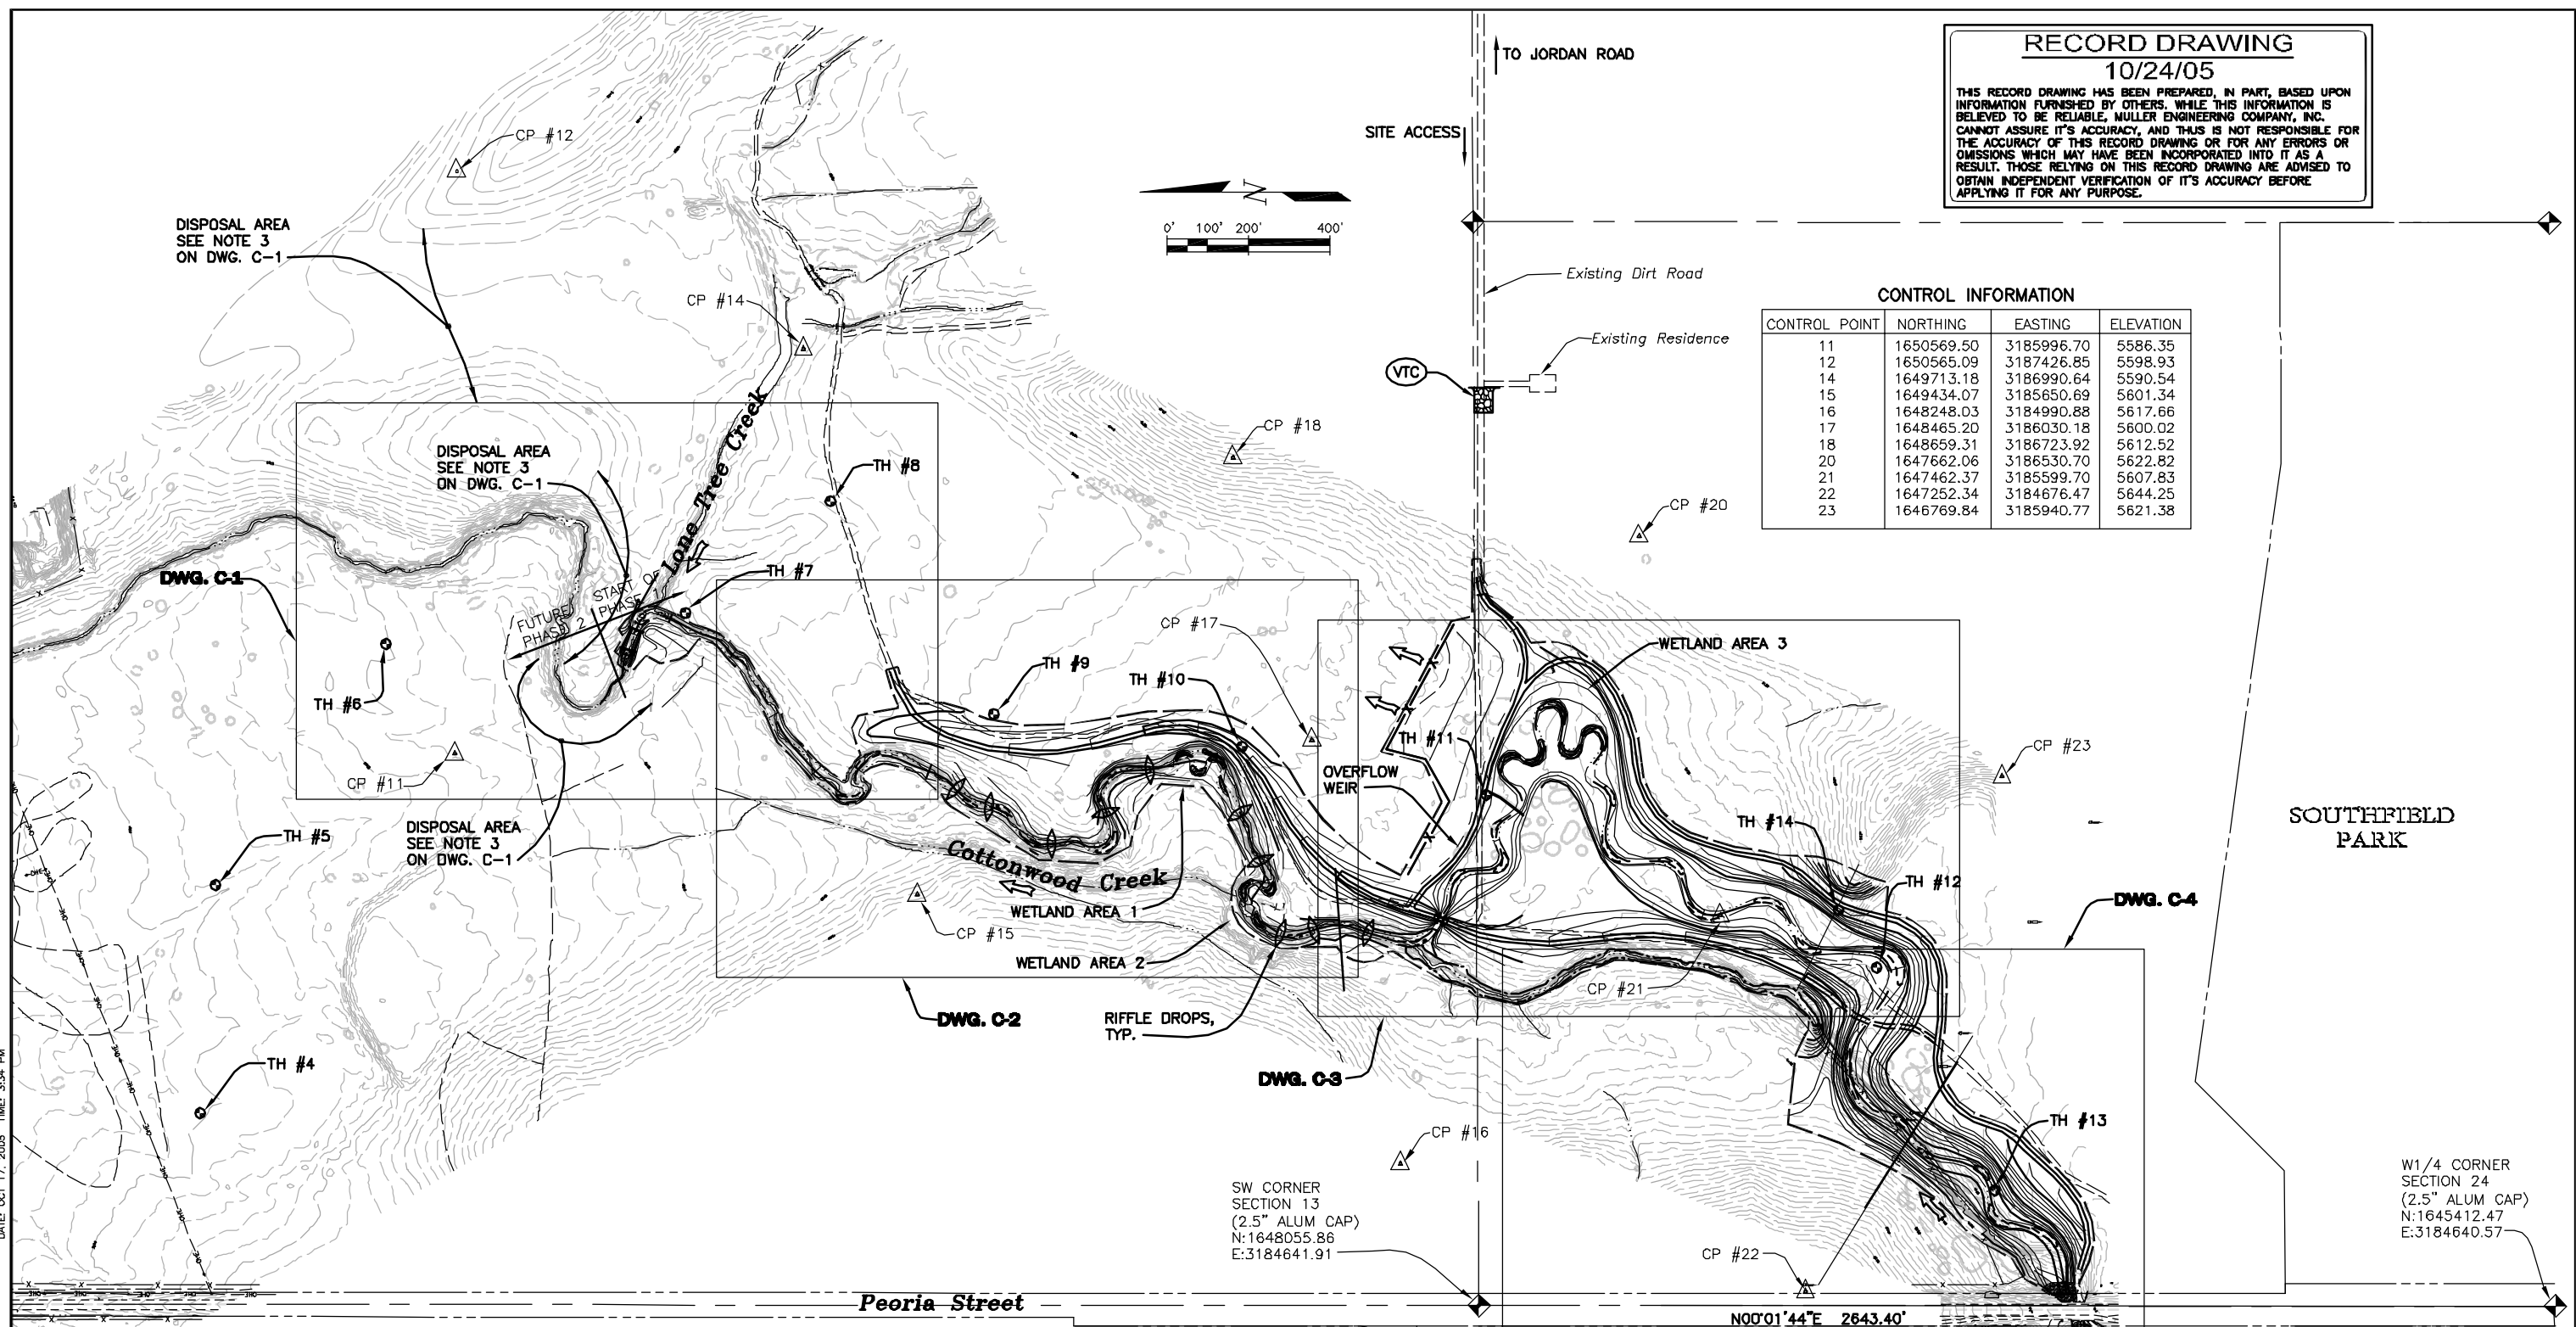 TO JORDAN ROAD
RECORD DRAWING
10/24/05
THIS RECORD DRAWING HAS BEEN PREPARED, IN PART, BASED UPON
INFORMATION FURNISHED BY OTHERS. WHILE THIS INFORMATION IS
BELIEVED TO BE RELIABLE, MULLER ENGINEERING COMPANY, INC.
CANNOT ASSURE IT'S ACCURACY, AND THUS IS NOT RESPONSIBLE FOR
THE ACCURACY OF THIS RECORD DRAWING OR FOR ANY ERRORS OR
OMISSIONS WHICH MAY HAVE BEEN INCORPORATED INTO IT AS A
RESULT. THOSE RELYING ON THIS RECORD DRAWING ARE ADVISED TO
OBTAIN INDEPENDENT VERIFICATION OF IT'S ACCURACY BEFORE
APPLYING IT FOR ANY PURPOSE.
SITE ACCESS
CP #12
N
0' 100' 200' 400'
DISPOSAL AREA
SEE NOTE 3
ON DWG. C-1
CP #14
Existing Dirt Road
Existing Residence
VTC
CONTROL INFORMATION
CONTROL POINT NORTHING EASTING ELEVATION
11 1650569.50 3185996.70 5586.35
12 1650565.09 3187426.85 5598.93
14 1649713.18 3186990.64 5590.54
15 1649434.07 3185650.69 5601.34
16 1648248.03 3184990.88 5617.66
17 1648465.20 3186030.18 5600.02
18 1648659.31 3186723.92 5612.52
20 1647662.06 3186530.70 5622.82
21 1647462.37 3185599.70 5607.83
22 1647252.34 3184676.47 5644.25
23 1646769.84 3185940.77 5621.38
CP #18
DISPOSAL AREA
SEE NOTE 3
ON DWG. C-1
Lone Tree Creek
TH #8
CP #20
DWG. C-1
TH #7
START OF
PHASE 1
FUTURE
PHASE 2
CP #17
WETLAND AREA 3
TH #9
TH #10
TH #6
TH #11
CP #23
CP #11
OVERFLOW
WEIR
TH #14
SOUTHFIELD
PARK
TH #5
DISPOSAL AREA
SEE NOTE 3
ON DWG. C-1
Cottonwood Creek
TH #12
DWG. C-4
WETLAND AREA 1
CP #15
WETLAND AREA 2
CP #21
DWG. C-2
RIFFLE DROPS,
TYP.
TH #4
DWG. C-3
TH #13
CP #16
SW CORNER
SECTION 13
(2.5" ALUM CAP)
N:1648055.86
E:3184641.91
W1/4 CORNER
SECTION 24
(2.5" ALUM CAP)
N:1645412.47
E:3184640.57
CP #22
Peoria Street
N00°01'44"E 2643.40'